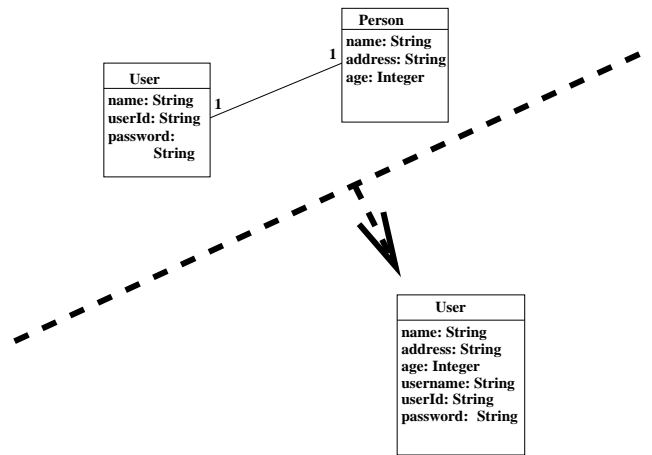 Person
name: String
address: String
age: Integer
1
User
name: String
userId: String
password:
String
1
User
name: String
address: String
age: Integer
username: String
userId: String
password: String